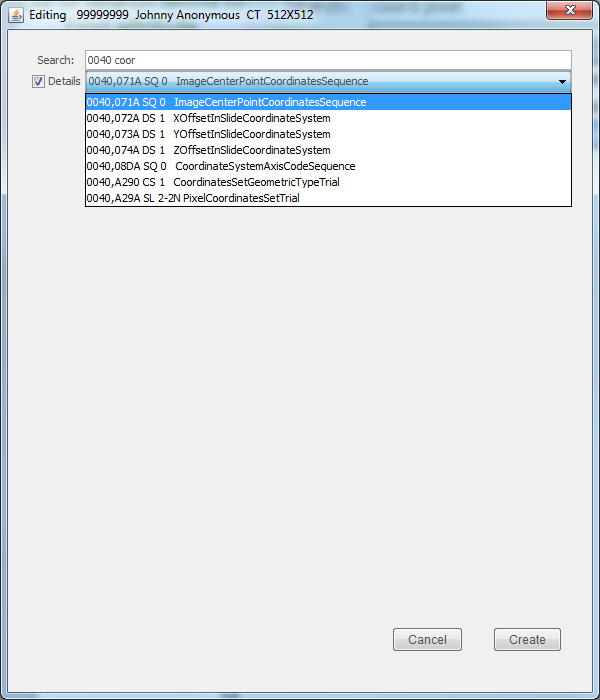 Editing 99999999 Johnny Anonymous CT 512X512
Search: 0040 coor
Details 0040,071A SQ 0 ImageCenterPointCoordinatesSequence
0040,071A SQ 0 ImageCenterPointCoordinatesSequence
0040,072A DS 1 XOffsetInSlideCoordinateSystem
0040,073A DS 1 YOffsetInSlideCoordinateSystem
0040,074A DS 1 ZOffsetInSlideCoordinateSystem
0040,08DA SQ 0 CoordinateSystemAxisCodeSequence
0040,A290 CS 1 CoordinatesSetGeometricTypeTrial
0040,A29A SL 2-2N PixelCoordinatesSetTrial
Cancel Create